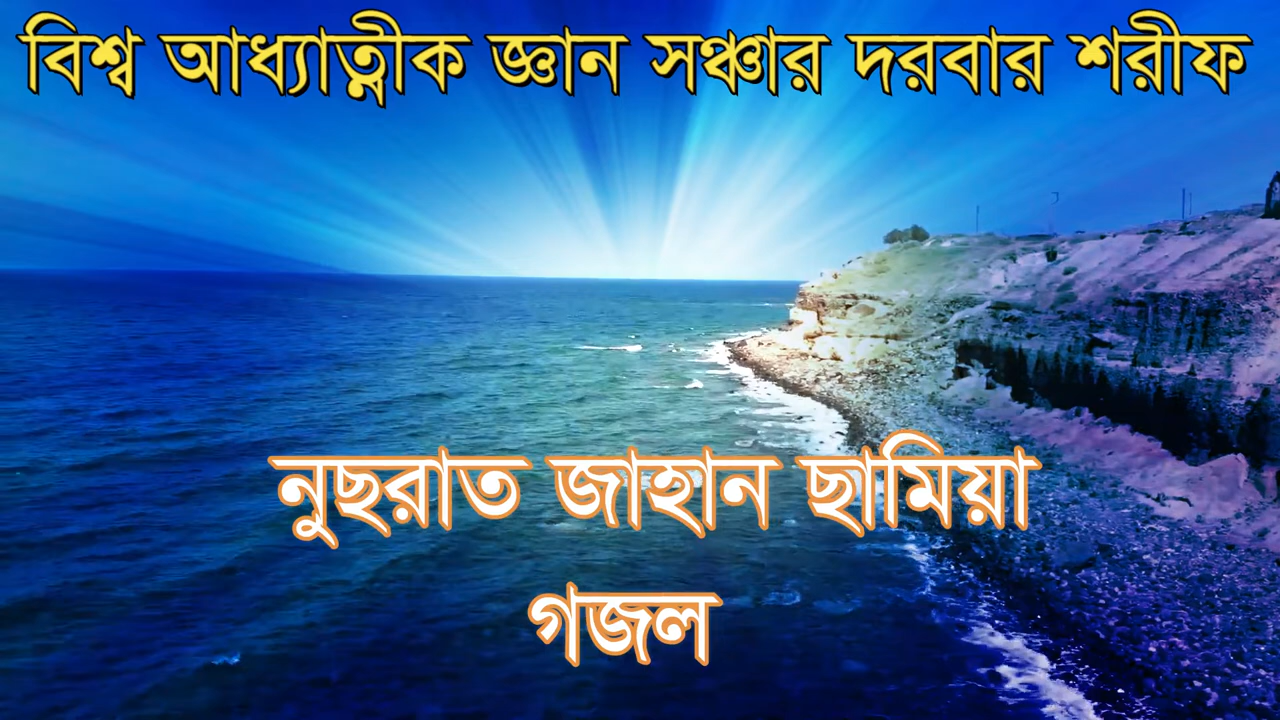 বিশ্ব আধ্যাত্নীক জ্ঞান সঞ্চার দরবার শরীফ
নুছরাত জাহান ছামিয়া
গজল